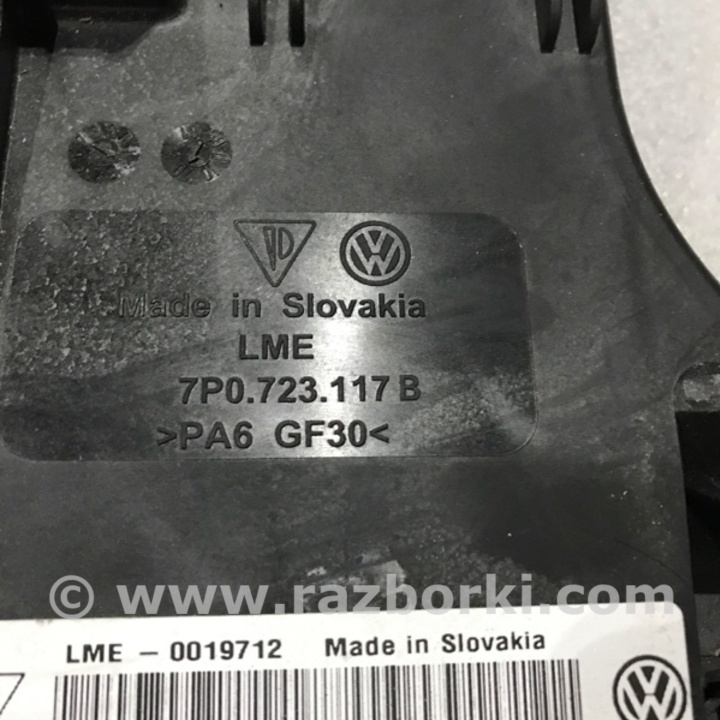 Made in Slovakia
LME
7P0.723.117 B
>PA6 GF30<
© www.razborki.com
LME - 0019712 Made in Slovakia